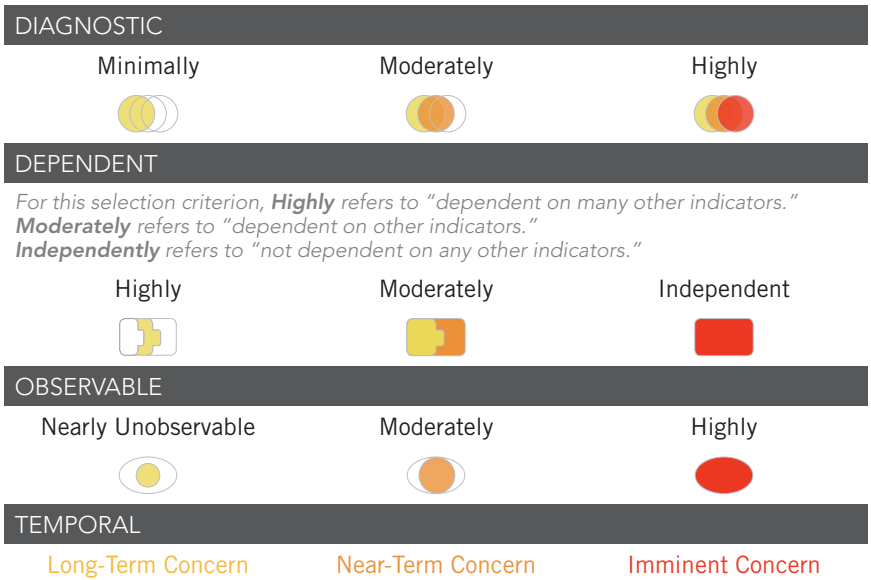 DIAGNOSTIC
Minimally Moderately Highly
DEPENDENT
For this selection criterion, Highly refers to “dependent on many other indicators.”
Moderately refers to “dependent on other indicators.”
Independently refers to “not dependent on any other indicators.”
Highly Moderately Independent
OBSERVABLE
Nearly Unobservable Moderately Highly
TEMPORAL
Long-Term Concern Near-Term Concern Imminent Concern